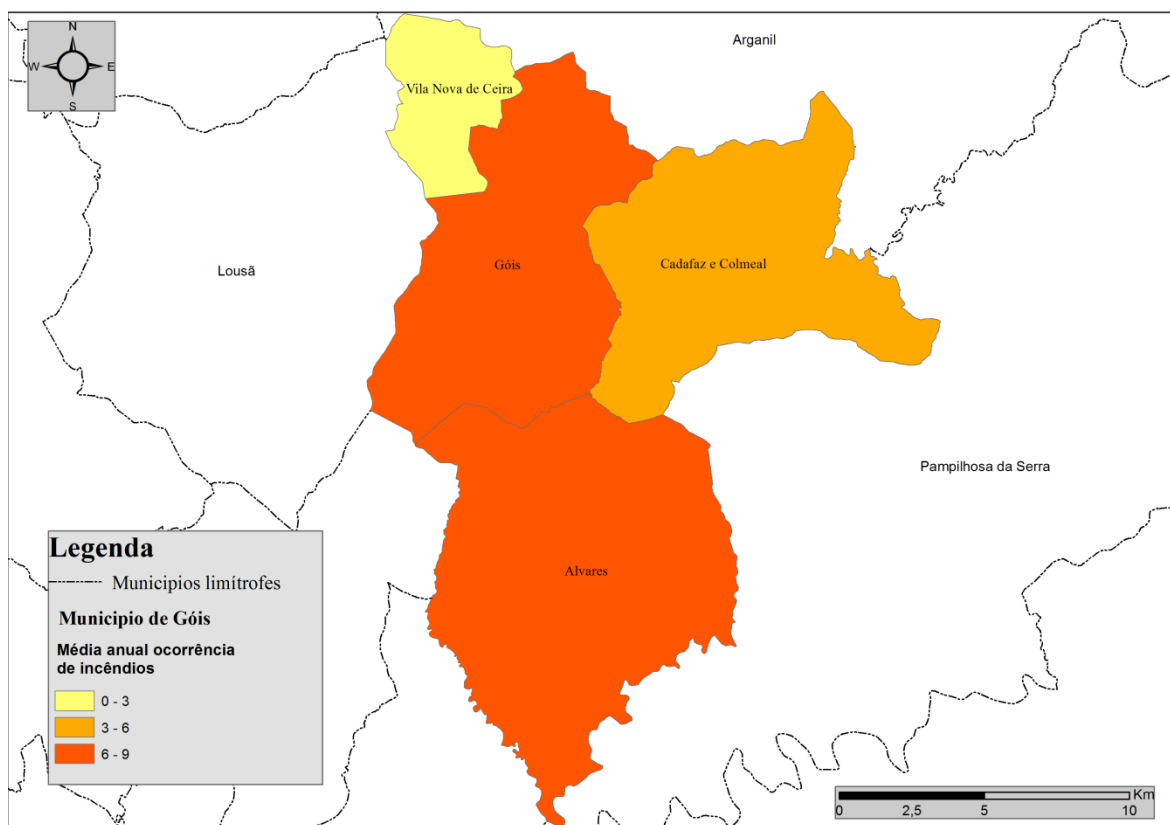 N
W E
S
Arganil
Vila Nova de Ceira
Lousã
Góis
Cadafaz e Colmeal
Pampilhosa da Serra
Alvares
Legenda
Municipios limítrofes
Municipio de Góis
Média anual ocorrência
de incêndios
0 - 3
3 - 6
6 - 9
Km
0 2,5 5 10